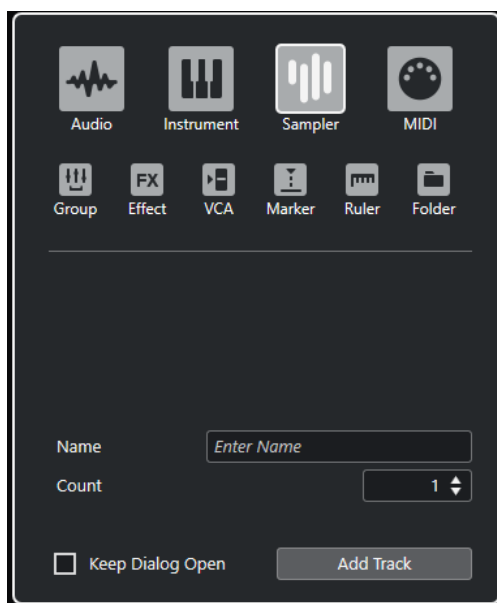 Audio Instrument Sampler MIDI
FX
Group Effect VCA Marker Ruler Folder
Name Enter Name
Count 1
Keep Dialog Open Add Track